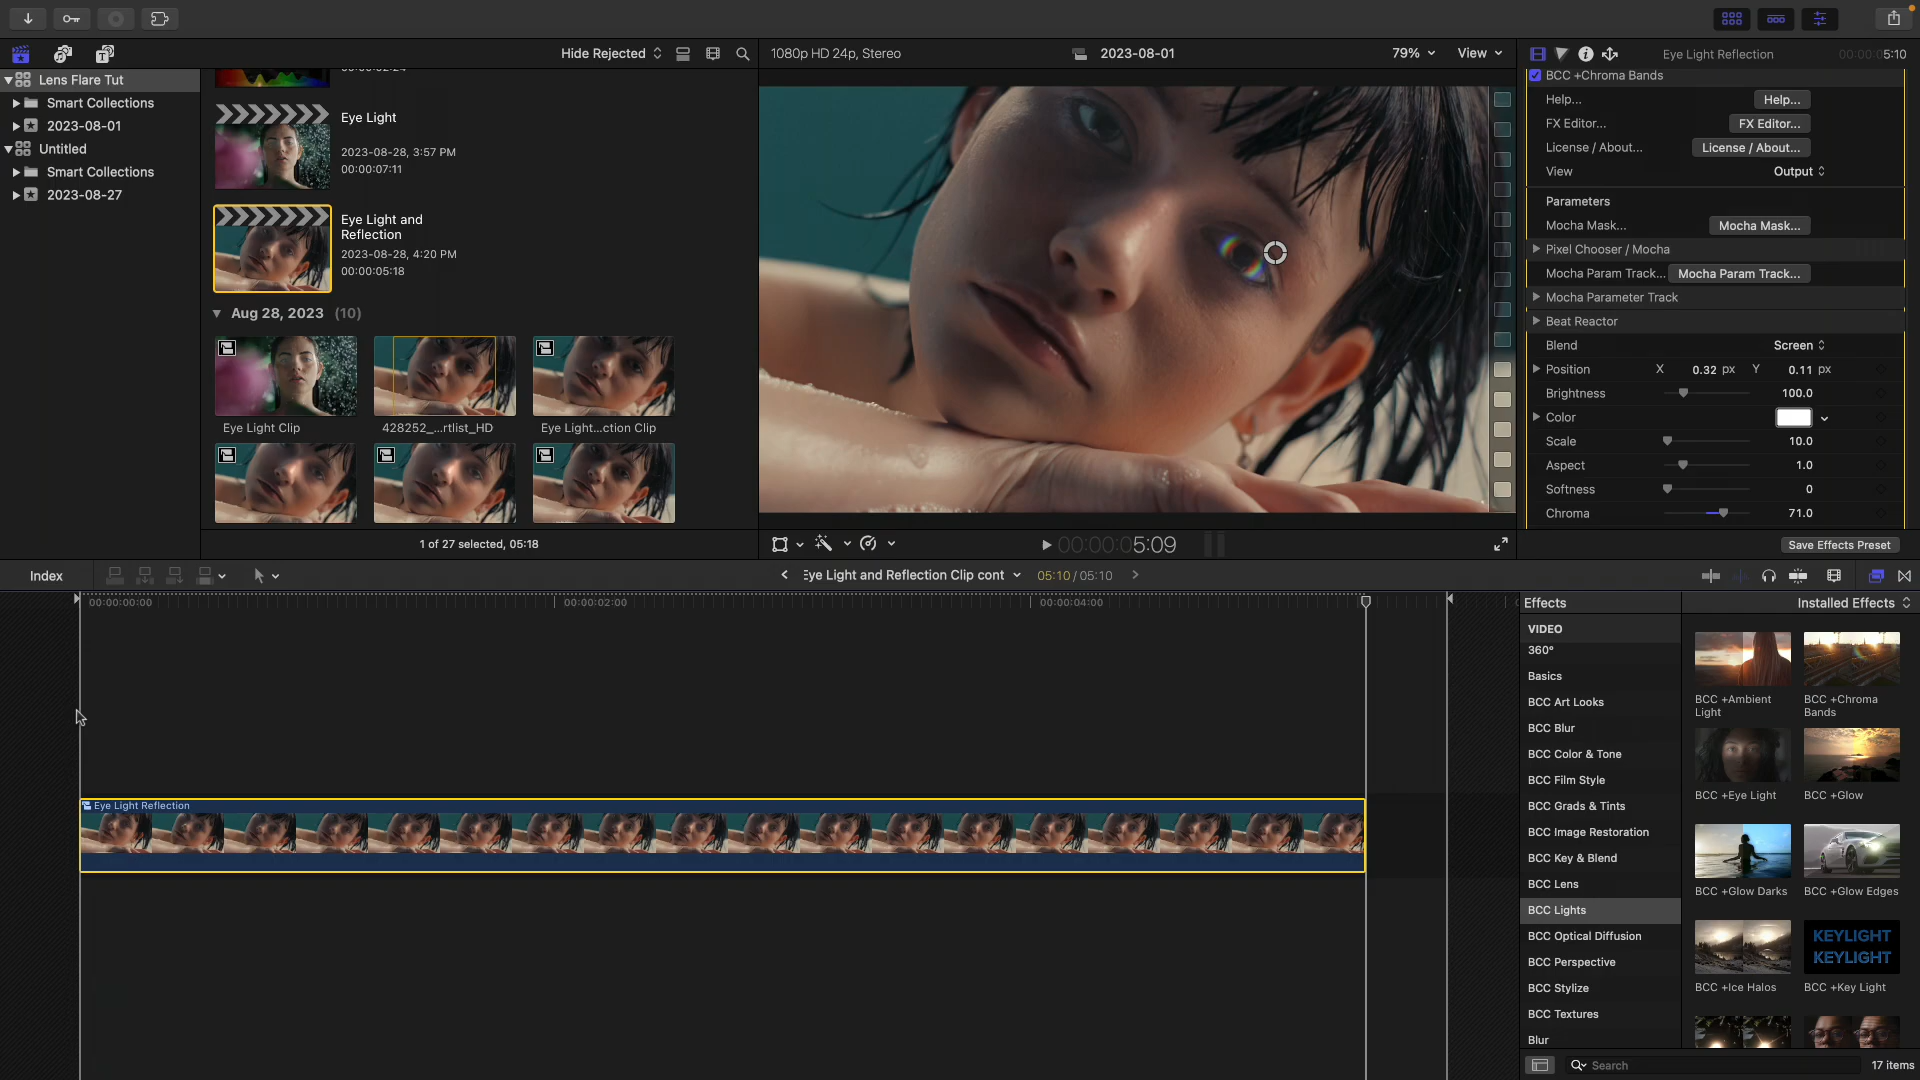 Hide Rejected
1080p HD 24p, Stereo
2023-08-01
79%
View
Eye Light Reflection
00:00:05:10
Lens Flare Tut
Smart Collections
2023-08-01
Untitled
Smart Collections
2023-08-27
Eye Light
2023-08-28, 3:57 PM
00:00:07:11
Eye Light and
Reflection
2023-08-28, 4:20 PM
00:00:05:18
Aug 28, 2023 (10)
Eye Light Clip
428252_...rtlist_HD
Eye Light...ction Clip
1 of 27 selected, 05:18
BCC +Chroma Bands
Help... Help...
FX Editor... FX Editor...
License / About... License / About...
View Output
Parameters
Mocha Mask... Mocha Mask...
Pixel Chooser / Mocha
Mocha Param Track... Mocha Param Track...
Mocha Parameter Track
Beat Reactor
Blend Screen
Position X 0.32 px Y 0.11 px
Brightness 100.0
Color
Scale 10.0
Aspect 1.0
Softness 0
Chroma 71.0
Save Effects Preset
00:00:05:09
Index
Eye Light and Reflection Clip cont
05:10 / 05:10
00:00:00:00
00:00:02:00
00:00:04:00
Eye Light Reflection
Effects
Installed Effects
VIDEO
360°
Basics
BCC Art Looks
BCC Blur
BCC Color & Tone
BCC Film Style
BCC Grads & Tints
BCC Image Restoration
BCC Key & Blend
BCC Lens
BCC Lights
BCC Optical Diffusion
BCC Perspective
BCC Stylize
BCC Textures
Blur
BCC +Ambient
Light
BCC +Chroma
Bands
BCC +Eye Light
BCC +Glow
BCC +Glow Darks
BCC +Glow Edges
BCC +Ice Halos
KEYLIGHT
KEYLIGHT
BCC +Key Light
Search
17 items